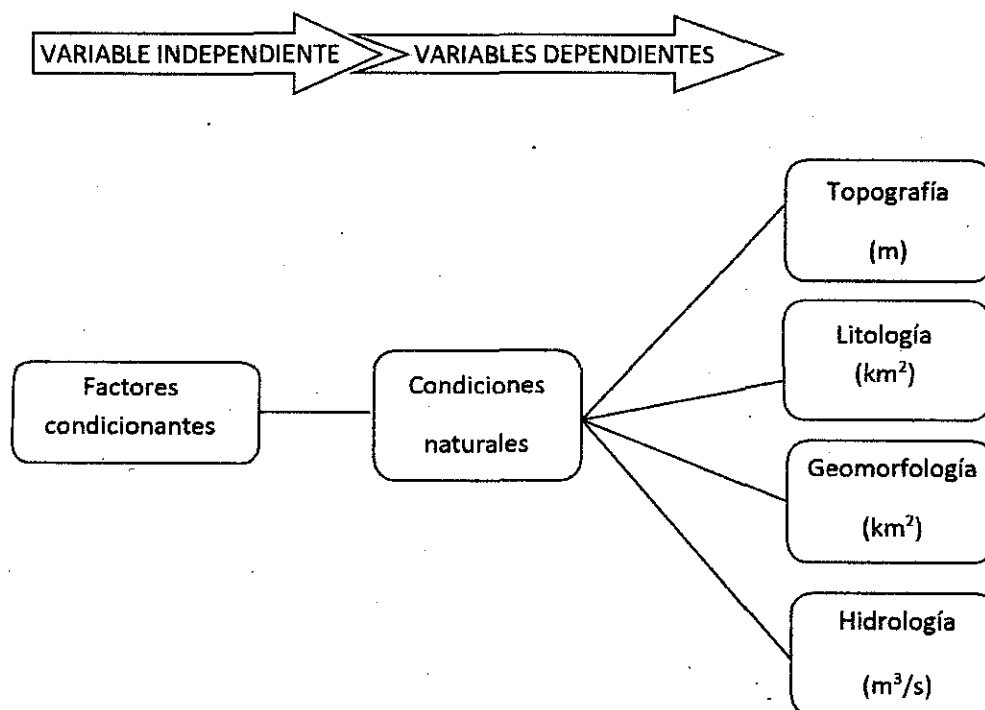 VARIABLE INDEPENDIENTE
VARIABLES DEPENDIENTES
Topografía
(m)
Litología
(km²)
Factores
condicionantes
Condiciones
naturales
Geomorfología
(km²)
Hidrología
(m³/s)